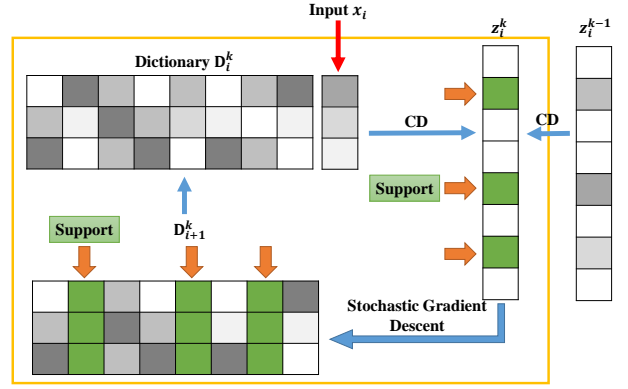 Input x_i
z_i^k
z_i^{k-1}
Dictionary D_i^k
CD
CD
Support
Support
D_{i+1}^k
Stochastic Gradient
Descent